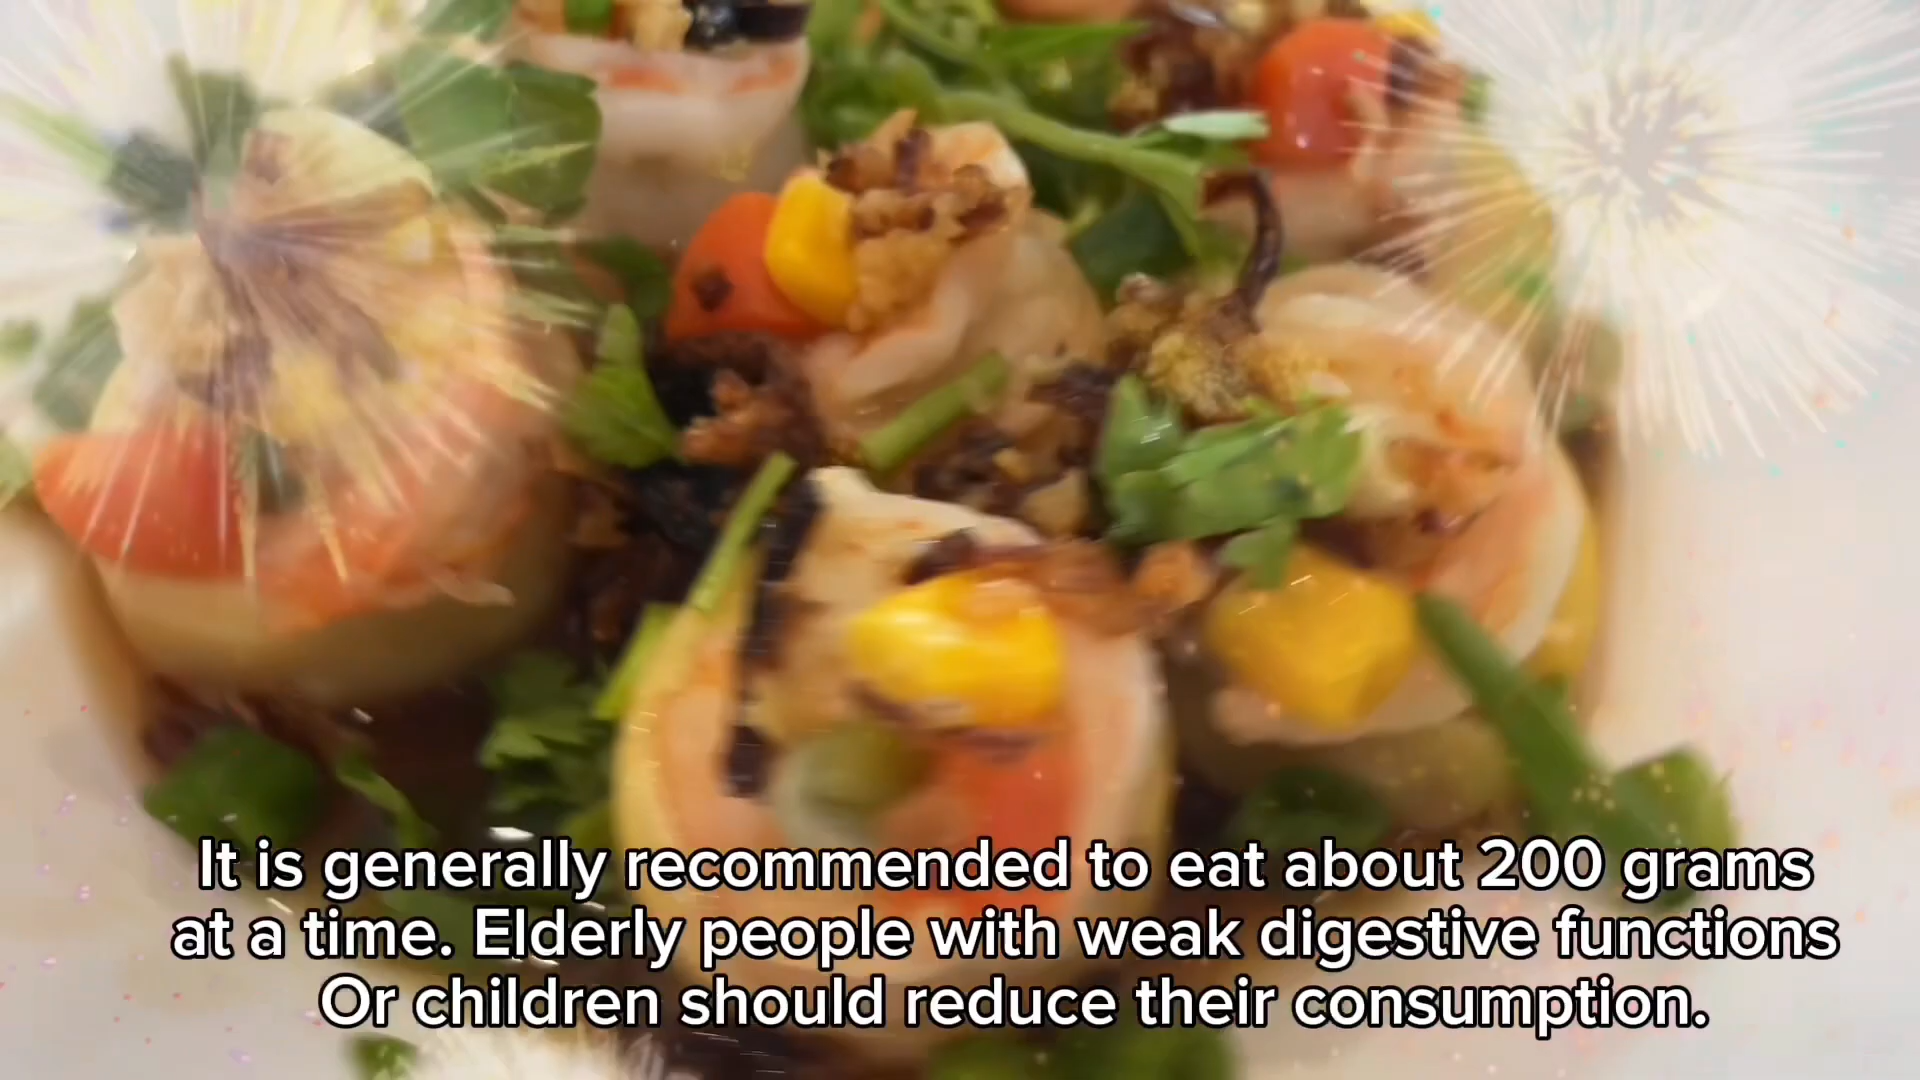 It is generally recommended to eat about 200 grams
at a time. Elderly people with weak digestive functions
Or children should reduce their consumption.